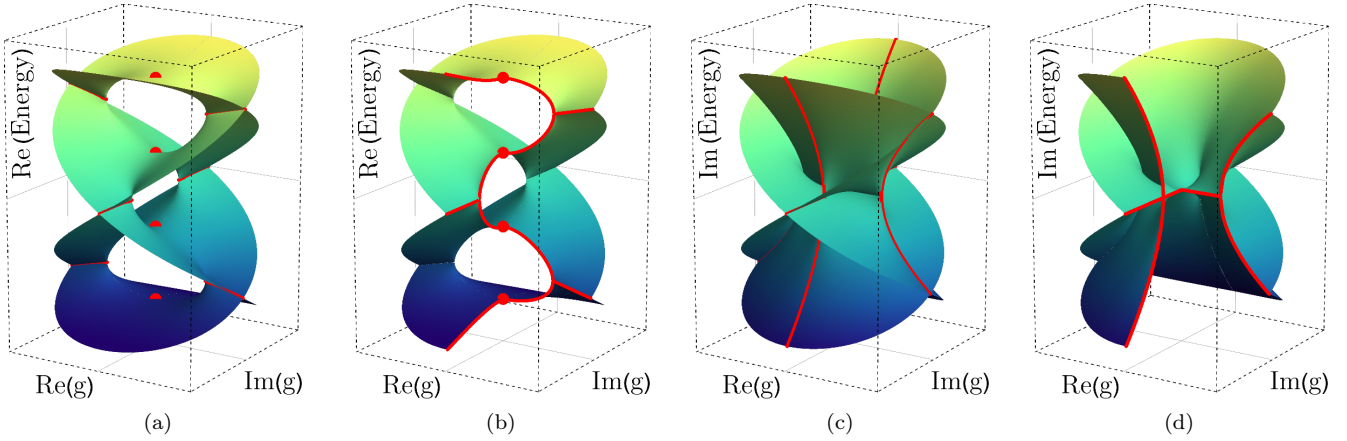 Re (Energy)
Re(g)
Im(g)
(a)
Re (Energy)
Re(g)
Im(g)
(b)
Im (Energy)
Re(g)
Im(g)
(c)
Im (Energy)
Re(g)
Im(g)
(d)